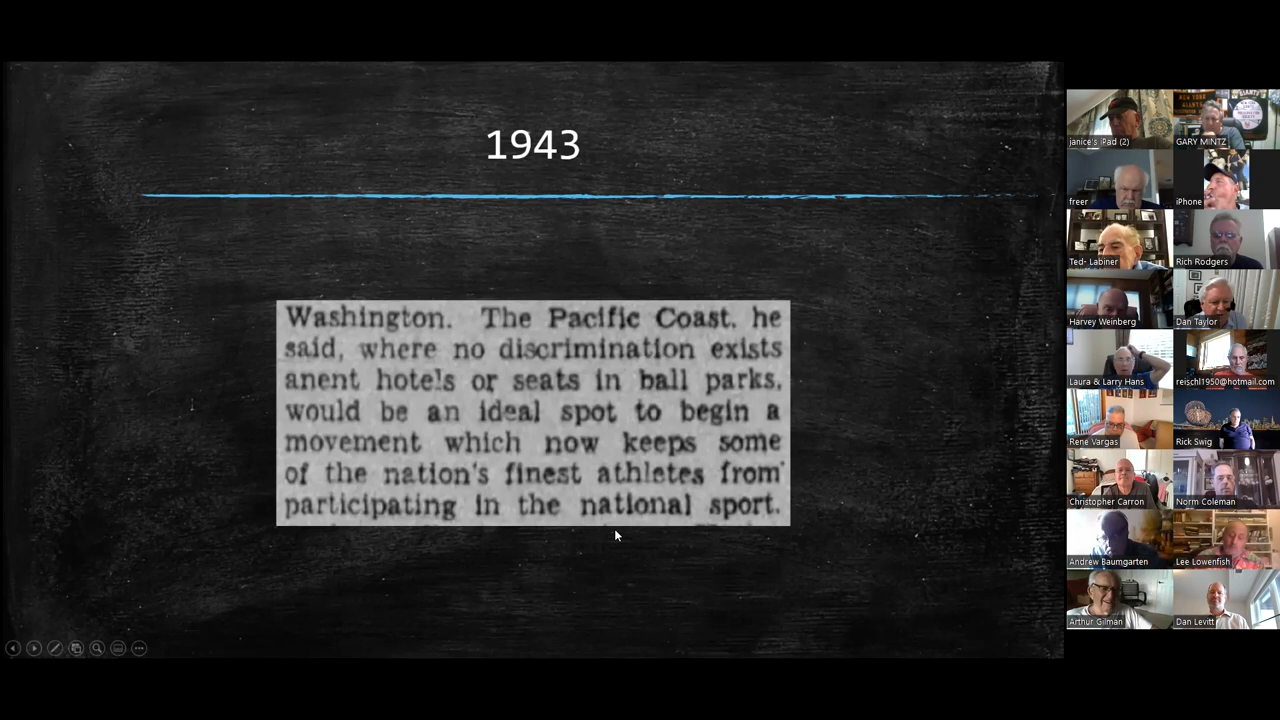 1943
Washington. The Pacific Coast, he
said, where no discrimination exists
anent hotels or seats in ball parks,
would be an ideal spot to begin a
movement which now keeps some
of the nation's finest athletes from
participating in the national sport.
janice's iPad (2)
GARY MINTZ
freer
iPhone
Ted- Labiner
Rich Rodgers
Harvey Weinberg
Dan Taylor
Laura & Larry Hans
reischl1950@hotmail.com
Rene Vargas
Rick Swig
Christopher Carron
Norm Coleman
Andrew Baumgarten
Lee Lowenfish
Arthur Gilman
Dan Levitt